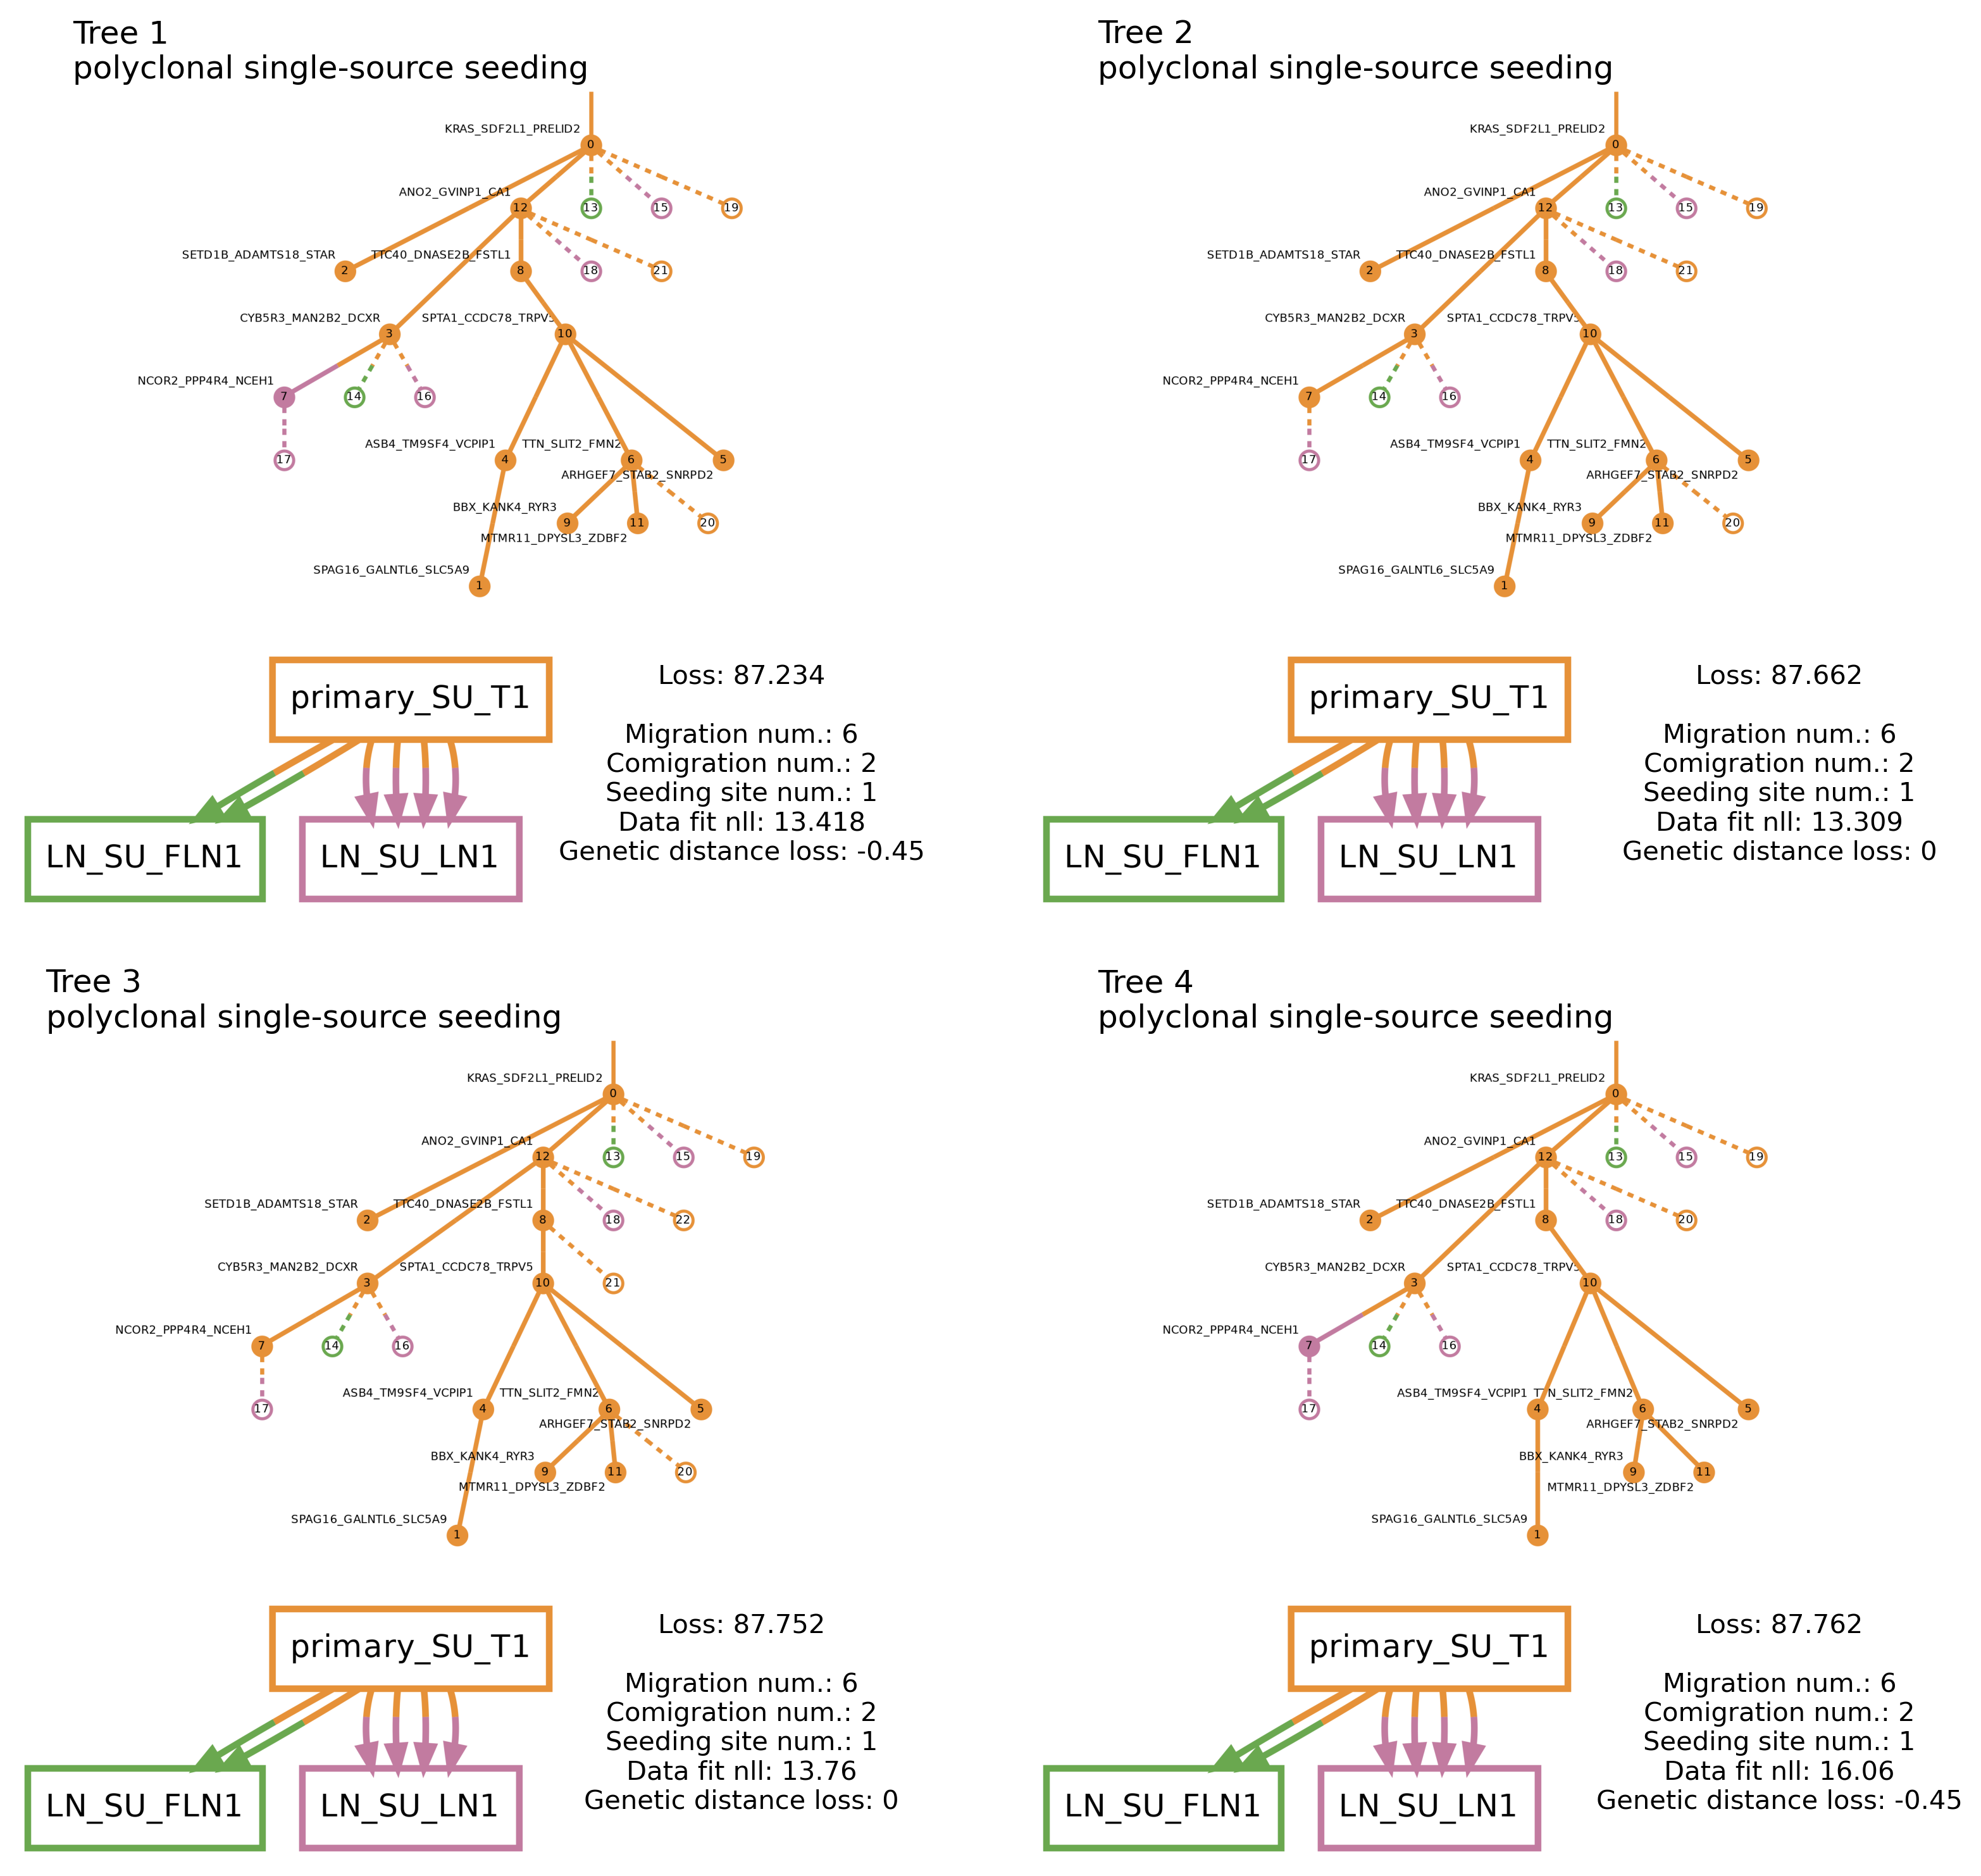 Tree 1
polyclonal single-source seeding
KRAS_SDF2L1_PRELID2
0
ANO2_GVINP1_CA1
12
13
15
19
SETD1B_ADAMTS18_STAR
2
TTC40_DNASE2B_FSTL1
8
18
21
CYB5R3_MAN2B2_DCXR
3
SPTA1_CCDC78_TRPV5
10
NCOR2_PPP4R4_NCEH1
7
14
16
17
ASB4_TM9SF4_VCPIP1
4
TTN_SLIT2_FMN2
6
5
ARHGEF7_STAB2_SNRPD2
BBX_KANK4_RYR3
9
11
20
MTMR11_DPYSL3_ZDBF2
SPAG16_GALNTL6_SLC5A9
1
primary_SU_T1
LN_SU_FLN1
LN_SU_LN1
Loss: 87.234
Migration num.: 6
Comigration num.: 2
Seeding site num.: 1
Data fit nll: 13.418
Genetic distance loss: -0.45
Tree 2
polyclonal single-source seeding
KRAS_SDF2L1_PRELID2
0
ANO2_GVINP1_CA1
12
13
15
19
SETD1B_ADAMTS18_STAR
2
TTC40_DNASE2B_FSTL1
8
18
21
CYB5R3_MAN2B2_DCXR
3
SPTA1_CCDC78_TRPV5
10
NCOR2_PPP4R4_NCEH1
7
14
16
17
ASB4_TM9SF4_VCPIP1
4
TTN_SLIT2_FMN2
6
5
ARHGEF7_STAB2_SNRPD2
BBX_KANK4_RYR3
9
11
20
MTMR11_DPYSL3_ZDBF2
SPAG16_GALNTL6_SLC5A9
1
primary_SU_T1
LN_SU_FLN1
LN_SU_LN1
Loss: 87.662
Migration num.: 6
Comigration num.: 2
Seeding site num.: 1
Data fit nll: 13.309
Genetic distance loss: 0
Tree 3
polyclonal single-source seeding
KRAS_SDF2L1_PRELID2
0
ANO2_GVINP1_CA1
12
13
15
19
SETD1B_ADAMTS18_STAR
2
TTC40_DNASE2B_FSTL1
8
18
22
CYB5R3_MAN2B2_DCXR
3
SPTA1_CCDC78_TRPV5
10
21
NCOR2_PPP4R4_NCEH1
7
14
16
17
ASB4_TM9SF4_VCPIP1
4
TTN_SLIT2_FMN2
6
5
ARHGEF7_STAB2_SNRPD2
BBX_KANK4_RYR3
9
11
20
MTMR11_DPYSL3_ZDBF2
SPAG16_GALNTL6_SLC5A9
1
primary_SU_T1
LN_SU_FLN1
LN_SU_LN1
Loss: 87.752
Migration num.: 6
Comigration num.: 2
Seeding site num.: 1
Data fit nll: 13.76
Genetic distance loss: 0
Tree 4
polyclonal single-source seeding
KRAS_SDF2L1_PRELID2
0
ANO2_GVINP1_CA1
12
13
15
19
SETD1B_ADAMTS18_STAR
2
TTC40_DNASE2B_FSTL1
8
18
20
CYB5R3_MAN2B2_DCXR
3
SPTA1_CCDC78_TRPV5
10
NCOR2_PPP4R4_NCEH1
7
14
16
17
ASB4_TM9SF4_VCPIP1
4
TTN_SLIT2_FMN2
6
5
ARHGEF7_STAB2_SNRPD2
BBX_KANK4_RYR3
9
11
MTMR11_DPYSL3_ZDBF2
SPAG16_GALNTL6_SLC5A9
1
primary_SU_T1
LN_SU_FLN1
LN_SU_LN1
Loss: 87.762
Migration num.: 6
Comigration num.: 2
Seeding site num.: 1
Data fit nll: 16.06
Genetic distance loss: -0.45